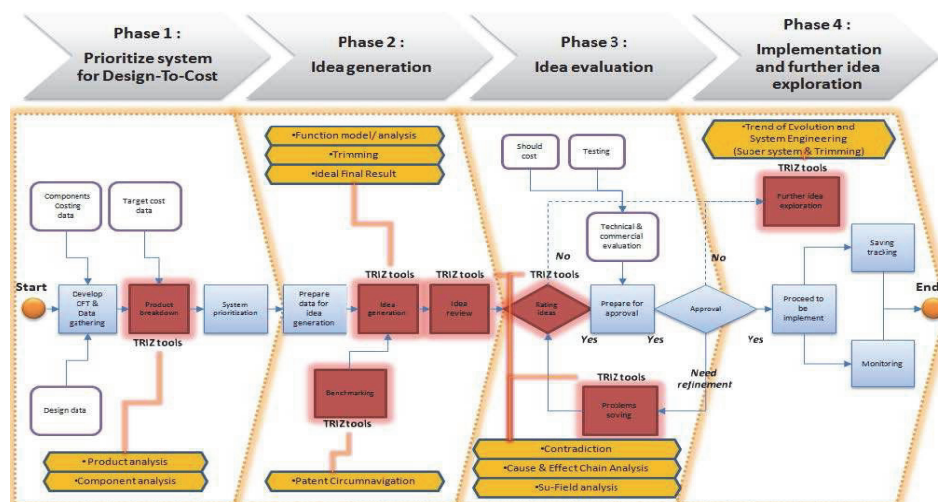 Phase 1 :
Prioritize system
for Design-To-Cost
Phase 2 :
Idea generation
Phase 3 :
Idea evaluation
Phase 4 :
Implementation
and further idea
exploration
•Function model/ analysis
•Trimming
•Ideal Final Result
Should
cost
Testing
•Trend of Evolution and
System Engineering
(Super system & Trimming)
TRIZ tools
Further idea
exploration
Components
Costing
data
Target cost
data
Technical &
commercial
evaluation
No
No
Saving
tracking
Start
Develop
CFT &
Data
gathering
Product
breakdown
TRIZ tools
System
prioritization
Prepare
data for
idea
generation
TRIZ tools
Idea
generation
TRIZ tools
Idea
review
TRIZ tools
Rating
ideas
Yes
Prepare for
approval
Yes
Approval
Yes
Proceed to
be
implement
End
Monitoring
Need
refinement
Design data
Benchmarking
TRIZ tools
TRIZ tools
Problems
soving
•Product analysis
•Component analysis
•Patent Circumnavigation
•Contradiction
•Cause & Effect Chain Analysis
•Su-Field analysis